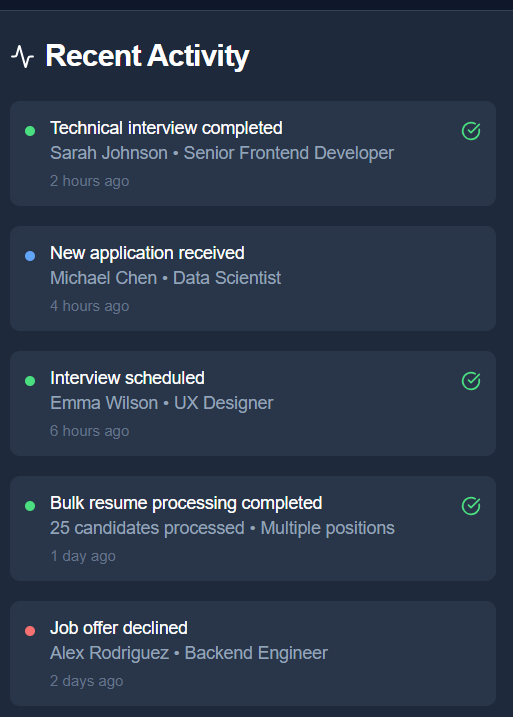 Recent Activity
Technical interview completed
Sarah Johnson • Senior Frontend Developer
2 hours ago
New application received
Michael Chen • Data Scientist
4 hours ago
Interview scheduled
Emma Wilson • UX Designer
6 hours ago
Bulk resume processing completed
25 candidates processed • Multiple positions
1 day ago
Job offer declined
Alex Rodriguez • Backend Engineer
2 days ago